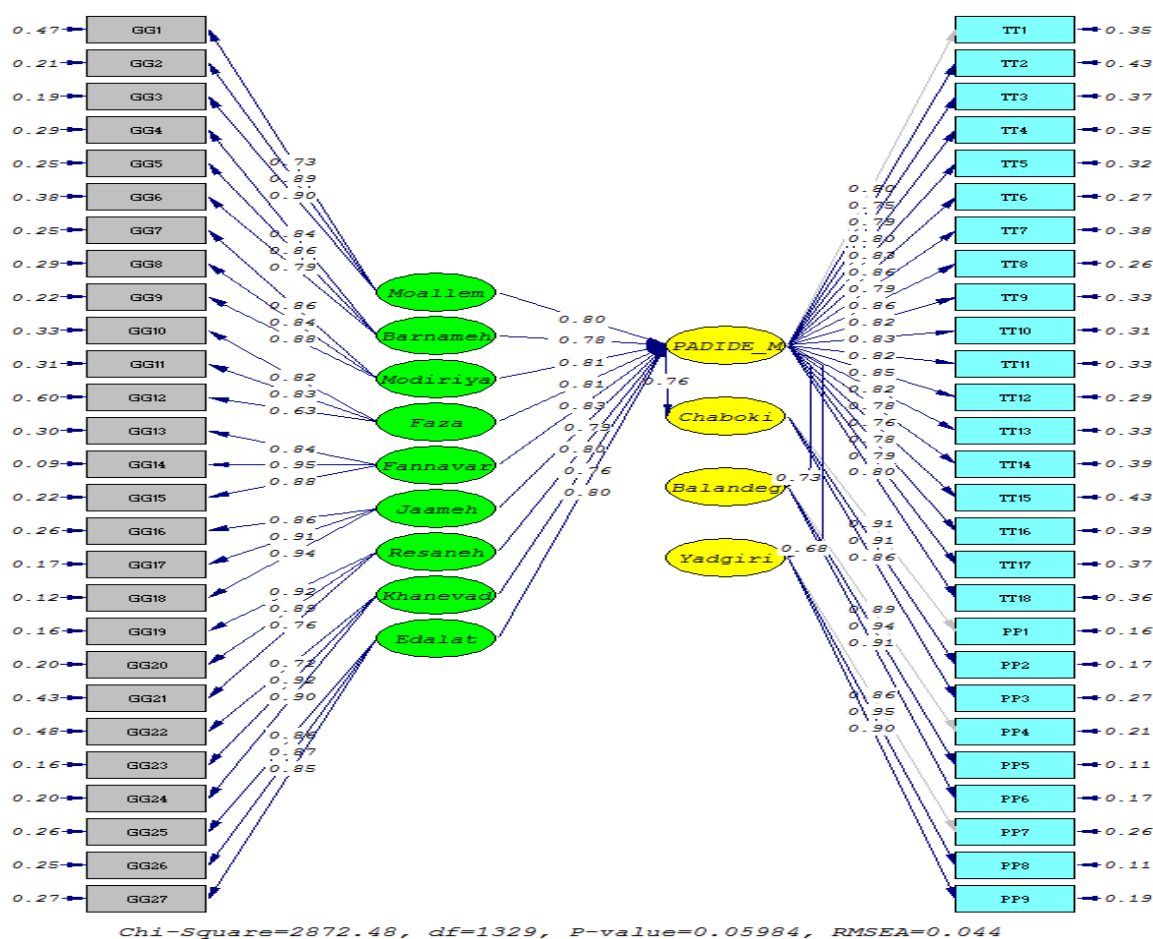 0.47 GG1
0.21 GG2
0.19 GG3
0.29 GG4
0.25 GG5
0.38 GG6
0.25 GG7
0.29 GG8
0.22 GG9
0.33 GG10
0.31 GG11
0.60 GG12
0.30 GG13
0.09 GG14
0.22 GG15
0.26 GG16
0.17 GG17
0.12 GG18
0.16 GG19
0.20 GG20
0.43 GG21
0.48 GG22
0.16 GG23
0.20 GG24
0.26 GG25
0.25 GG26
0.27 GG27
0.73
0.89
0.90
0.84
0.86
0.79
0.86
0.84
0.88
0.82
0.83
0.63
0.84
0.95
0.88
0.86
0.91
0.94
0.92
0.89
0.76
0.72
0.92
0.90
0.86
0.87
0.85
Moallem
Barnameh
Modiriya
Faza
Fannavar
Jaameh
Resaneh
Khanevad
Edalat
0.80
0.78
0.81
0.81
0.83
0.79
0.80
0.76
0.80
PADIDE_M
0.76
Chaboki
Balandeg
0.73
Yadgiri
0.68
0.80
0.75
0.79
0.80
0.83
0.86
0.79
0.86
0.82
0.83
0.82
0.85
0.82
0.78
0.76
0.78
0.79
0.80
0.91
0.91
0.86
0.89
0.94
0.91
0.86
0.95
0.90
TT1 0.35
TT2 0.43
TT3 0.37
TT4 0.35
TT5 0.32
TT6 0.27
TT7 0.38
TT8 0.26
TT9 0.33
TT10 0.31
TT11 0.33
TT12 0.29
TT13 0.33
TT14 0.39
TT15 0.43
TT16 0.39
TT17 0.37
TT18 0.36
PP1 0.16
PP2 0.17
PP3 0.27
PP4 0.21
PP5 0.11
PP6 0.17
PP7 0.26
PP8 0.11
PP9 0.19
Chi-Square=2872.48, df=1329, P-value=0.05984, RMSEA=0.044